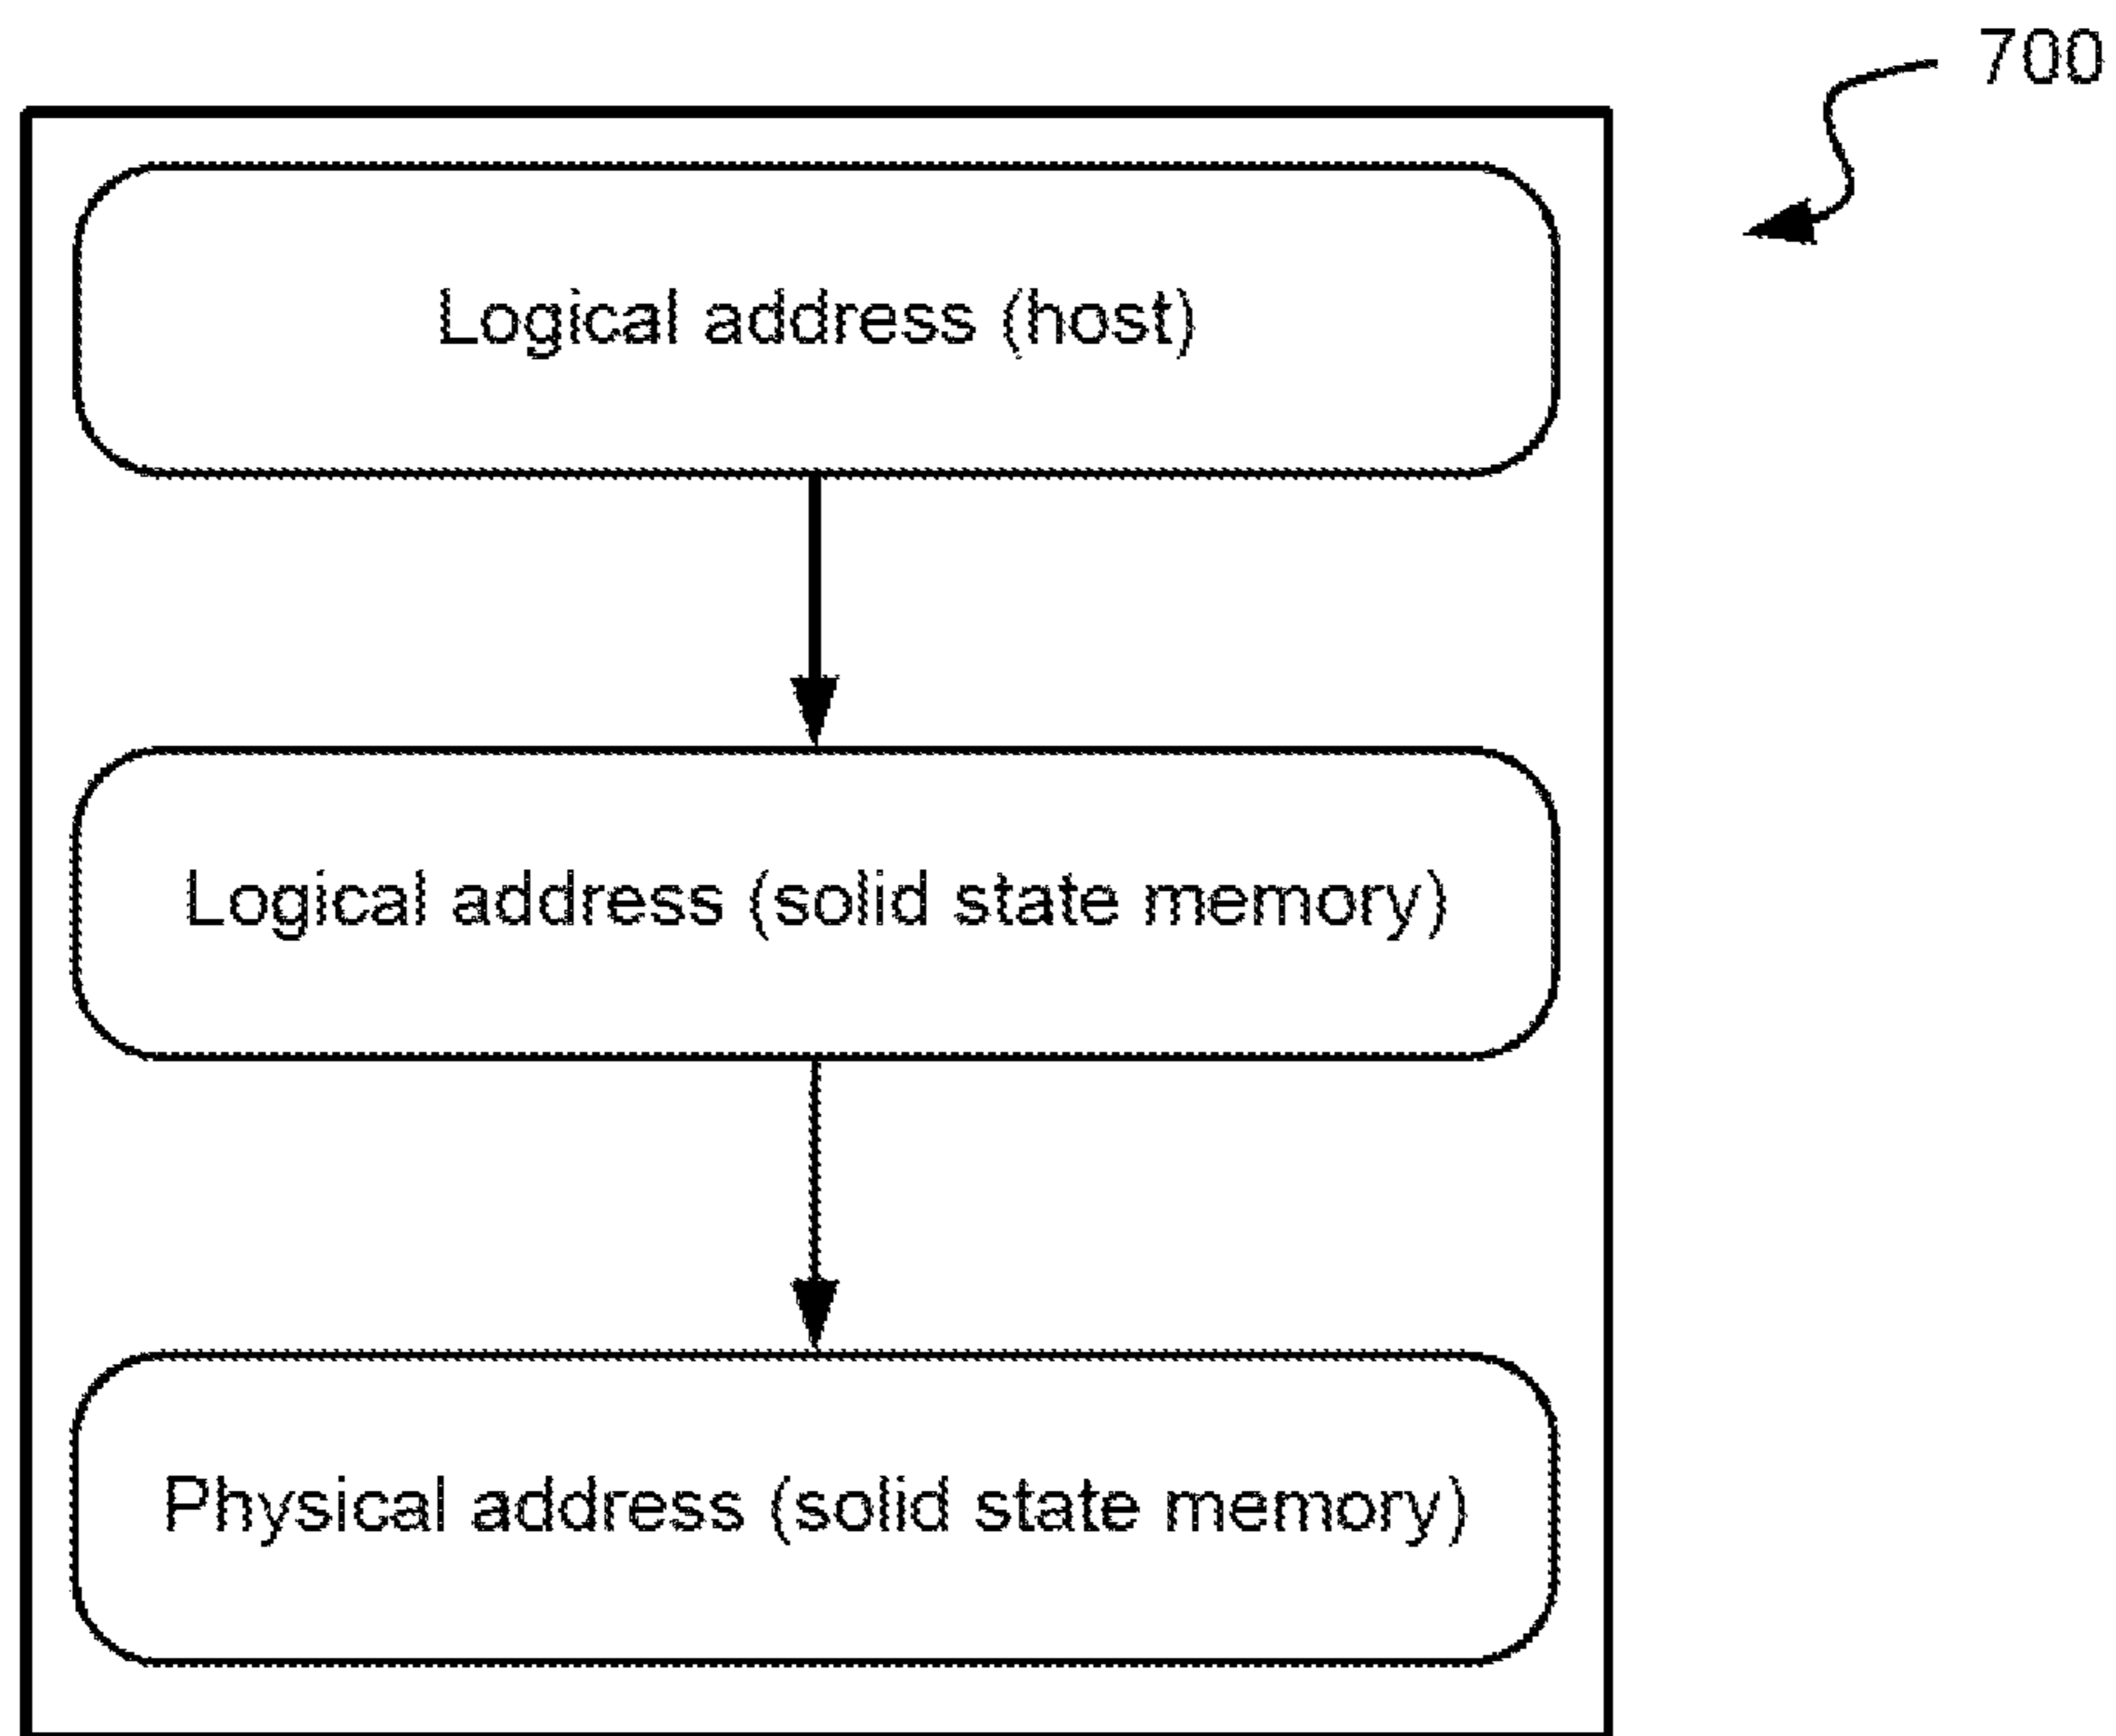 700
Logical address (host)
Logical address (solid state memory)
Physical address (solid state memory)